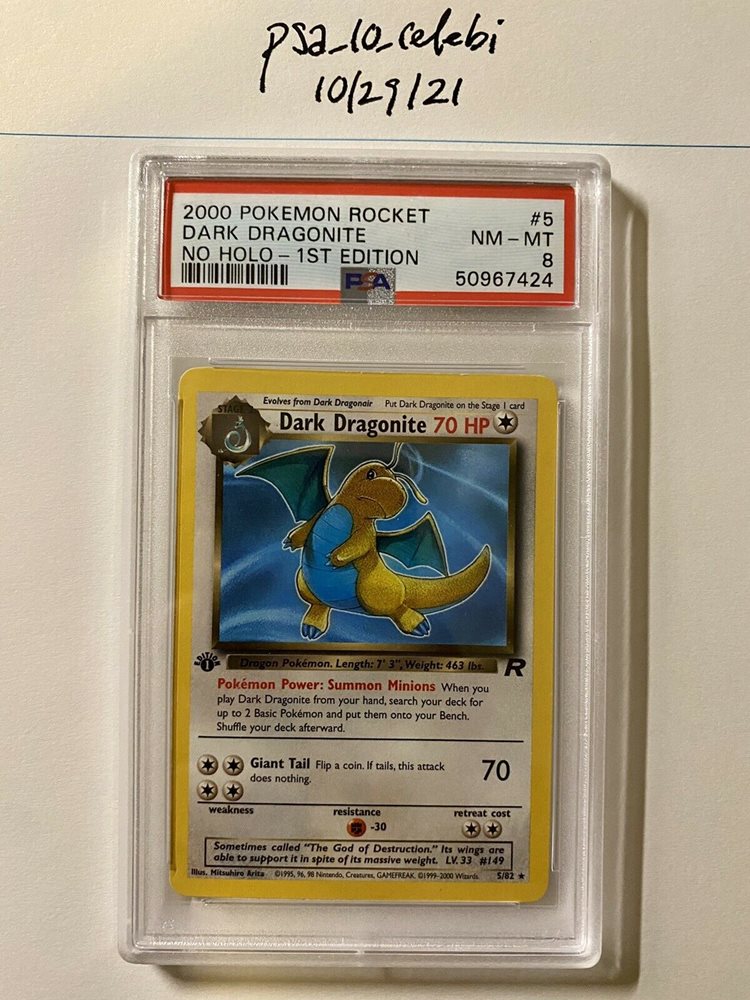 psa_10_celebi
10/29/21
2000 POKEMON ROCKET #5
DARK DRAGONITE NM - MT
NO HOLO - 1ST EDITION 8
PSA 50967424
STAGE 2 Evolves from Dark Dragonair Put Dark Dragonite on the Stage 1 card
Dark Dragonite 70 HP
EDITION 1
Dragon Pokémon. Length: 7' 3", Weight: 463 lbs. R
Pokémon Power: Summon Minions When you
play Dark Dragonite from your hand, search your deck for
up to 2 Basic Pokémon and put them onto your Bench.
Shuffle your deck afterward.
Giant Tail Flip a coin. If tails, this attack 70
does nothing.
weakness resistance retreat cost
-30
Sometimes called "The God of Destruction." Its wings are
able to support it in spite of its massive weight. LV. 33 #149
Illus. Mitsuhiro Arita ©1995, 96, 98 Nintendo, Creatures, GAMEFREAK. ©1999-2000 Wizards. 5/82 ★